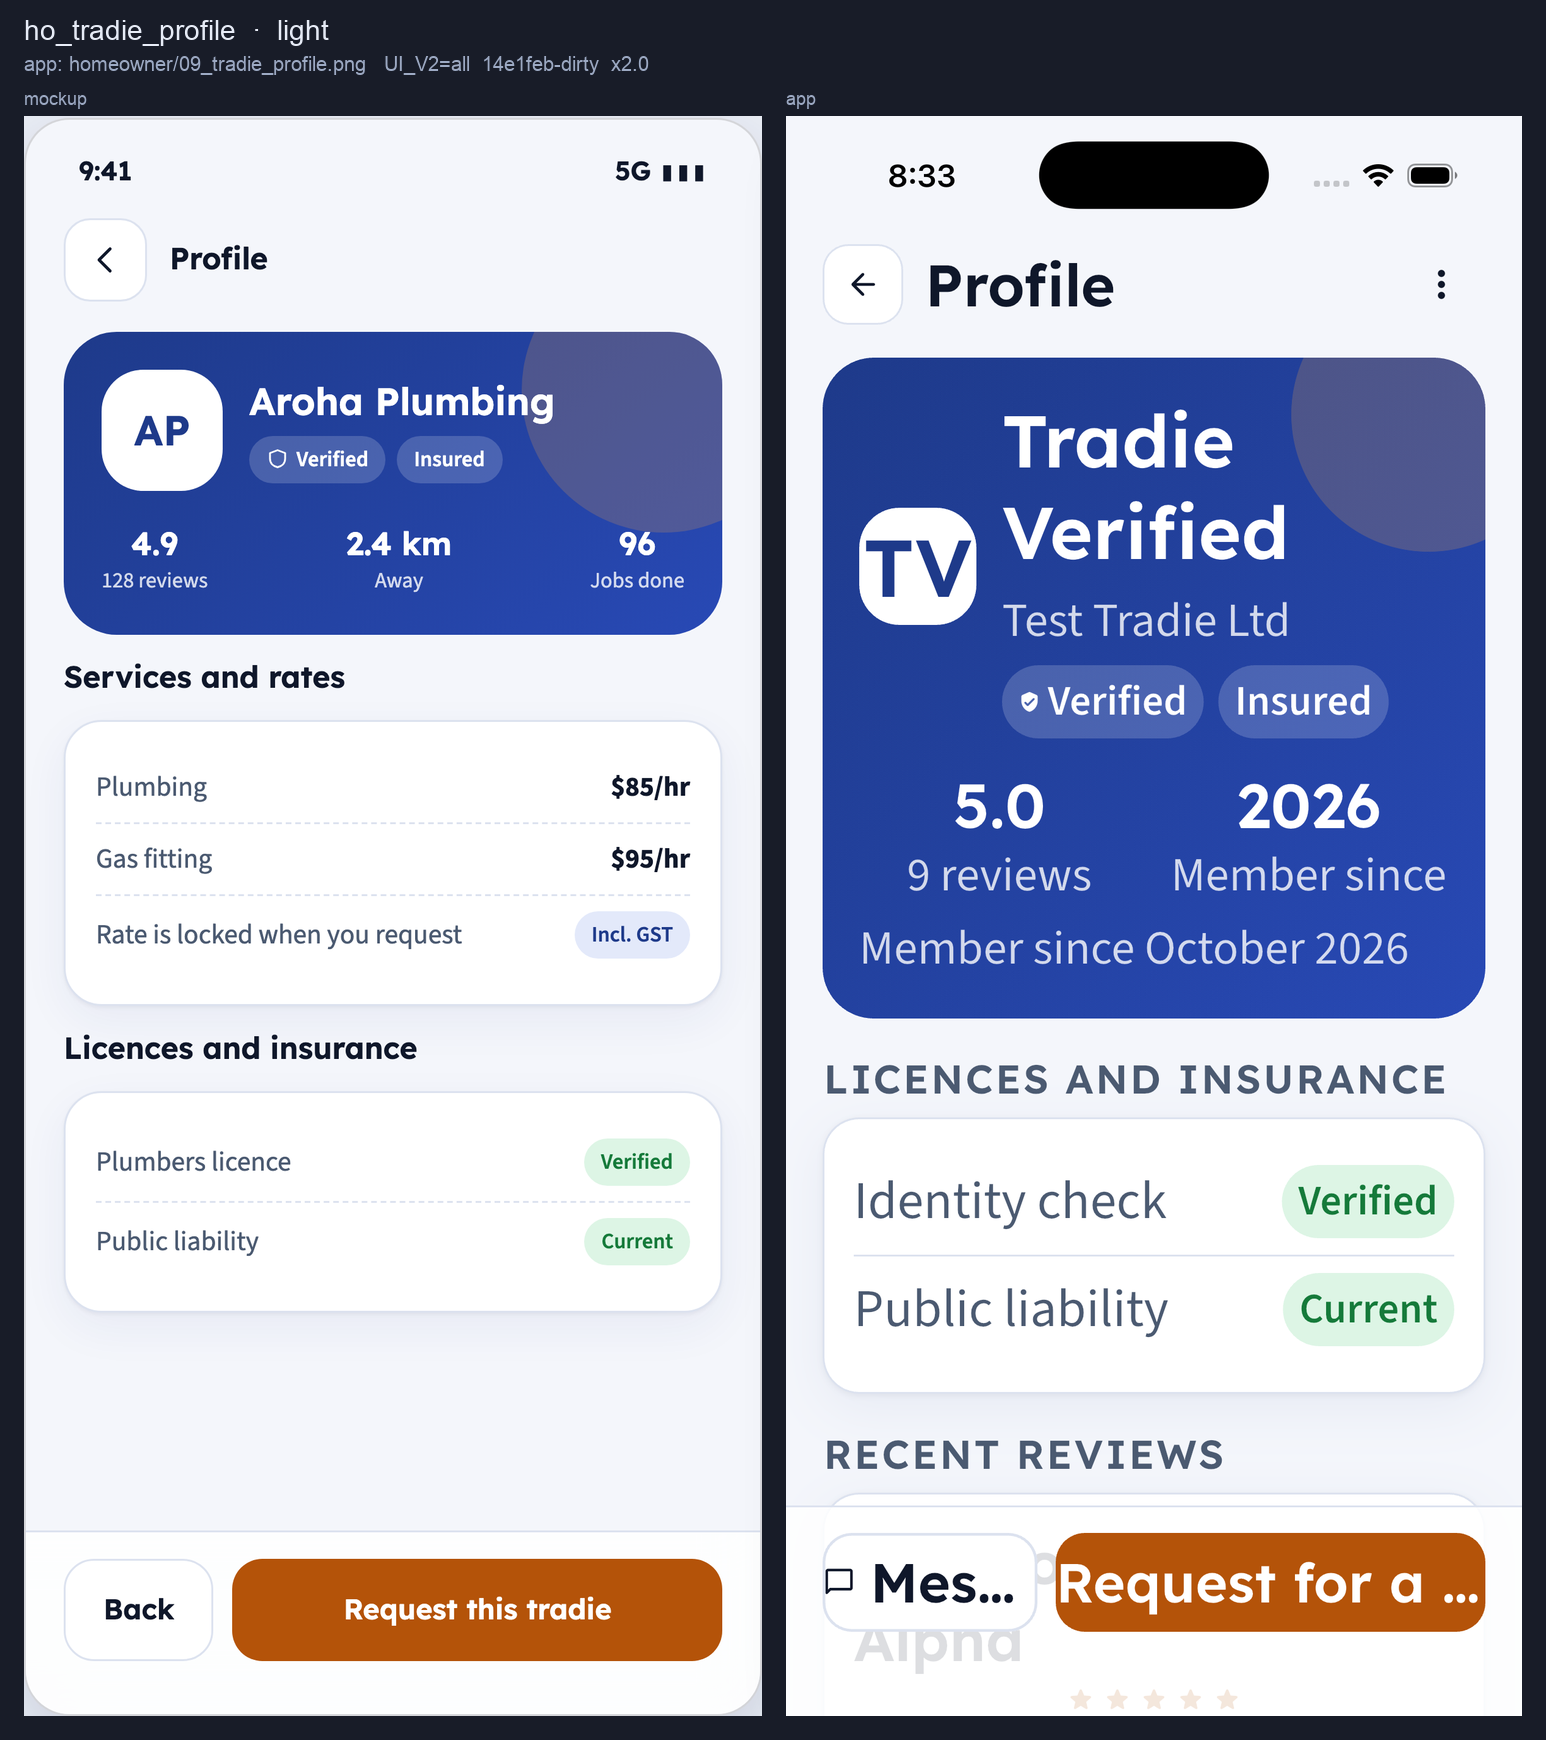 ho_tradie_profile · light
app: homeowner/09_tradie_profile.png UI_V2=all 14e1feb-dirty x2.0
mockup
9:41
5G
Profile
AP
Aroha Plumbing
Verified
Insured
4.9
2.4 km
96
128 reviews
Away
Jobs done
Services and rates
Plumbing
$85/hr
Gas fitting
$95/hr
Rate is locked when you request
Incl. GST
Licences and insurance
Plumbers licence
Verified
Public liability
Current
Back
Request this tradie
app
8:33
Profile
TV
Tradie
Verified
Test Tradie Ltd
Verified
Insured
5.0
2026
9 reviews
Member since
Member since October 2026
LICENCES AND INSURANCE
Identity check
Verified
Public liability
Current
RECENT REVIEWS
Mes...
Request for a ...
Alpha